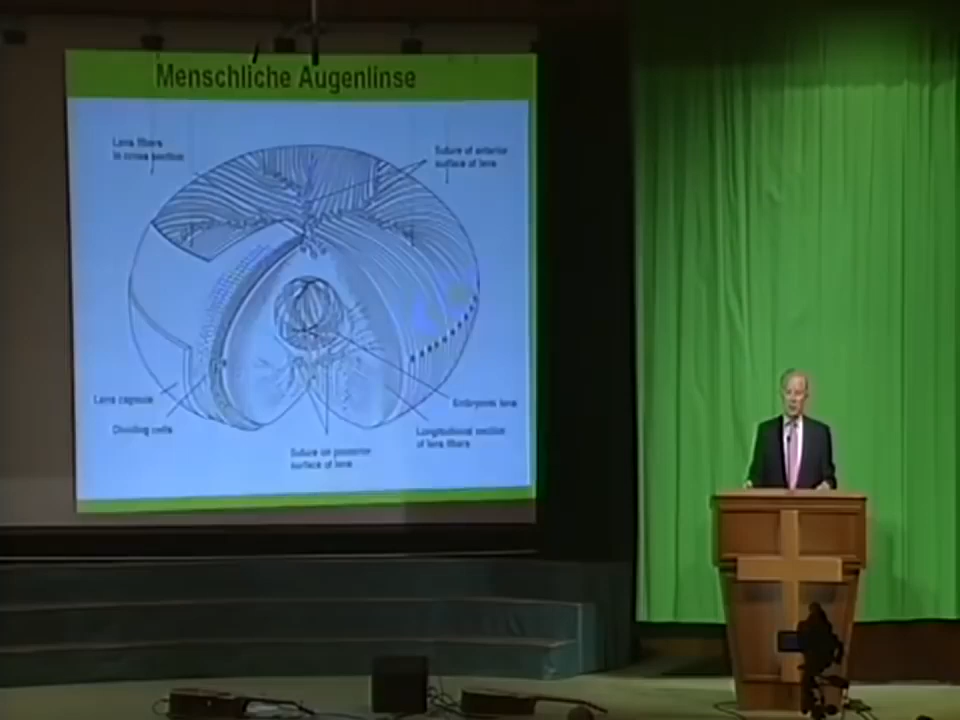 Menschliche Augenlinse
Lens fibers
in cross section
Suture of anterior
surface of lens
Lens capsule
Dividing cells
Embryonic lens
Longitudinal section
of lens fibers
Suture on posterior
surface of lens